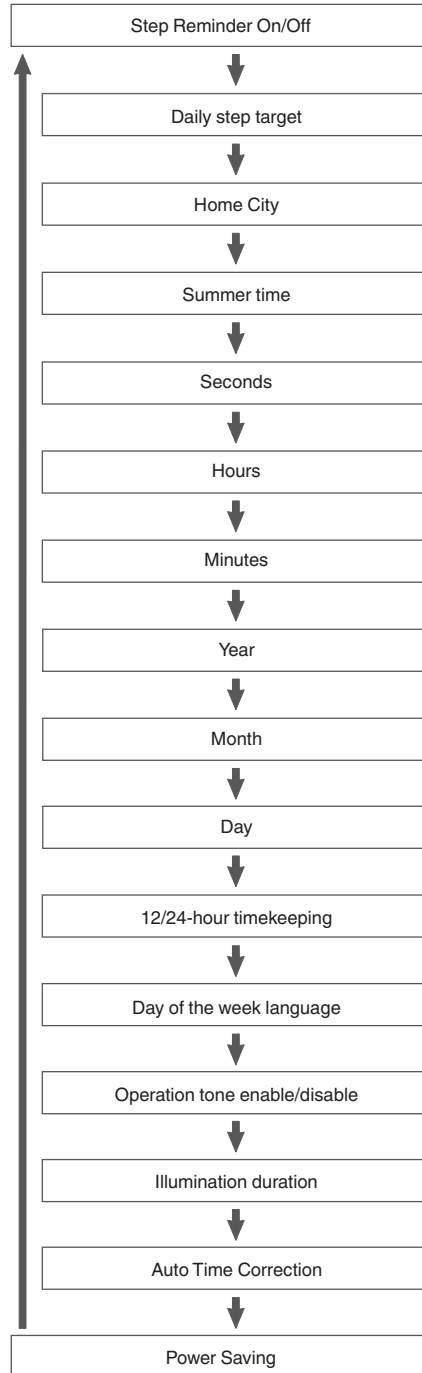 Step Reminder On/Off
Daily step target
Home City
Summer time
Seconds
Hours
Minutes
Year
Month
Day
12/24-hour timekeeping
Day of the week language
Operation tone enable/disable
Illumination duration
Auto Time Correction
Power Saving